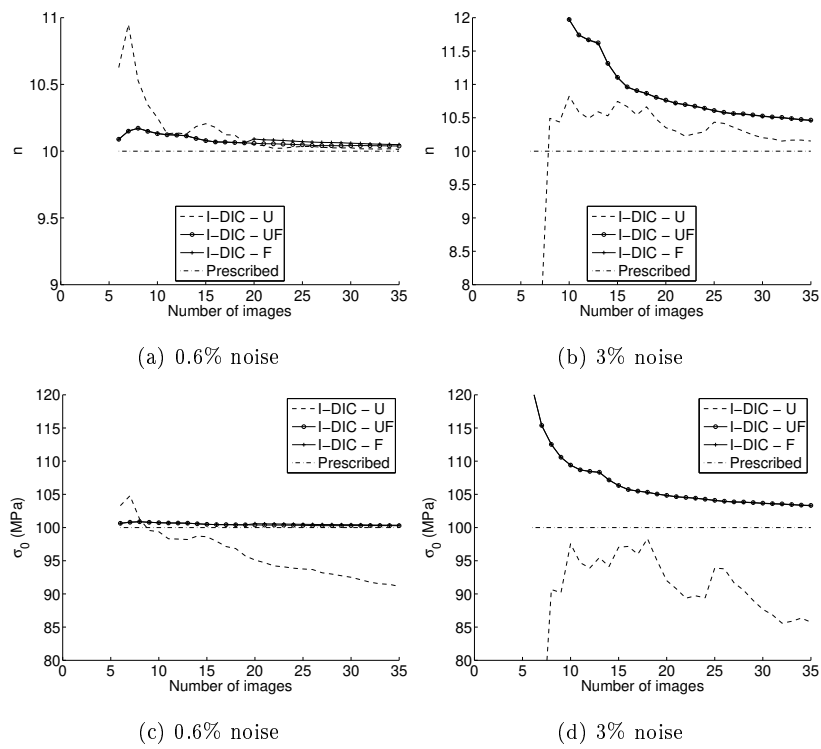 11
10.5
10
9.5
9
n
0 5 10 15 20 25 30 35
Number of images
I−DIC − U
I−DIC − UF
I−DIC − F
Prescribed
(a) 0.6% noise
12
11.5
11
10.5
10
9.5
9
8.5
8
n
0 5 10 15 20 25 30 35
Number of images
I−DIC − U
I−DIC − UF
I−DIC − F
Prescribed
(b) 3% noise
120
115
110
105
100
95
90
85
80
σ0 (MPa)
0 5 10 15 20 25 30 35
Number of images
I−DIC − U
I−DIC − UF
I−DIC − F
Prescribed
(c) 0.6% noise
120
115
110
105
100
95
90
85
80
σ0 (MPa)
0 5 10 15 20 25 30 35
Number of images
I−DIC − U
I−DIC − UF
I−DIC − F
Prescribed
(d) 3% noise